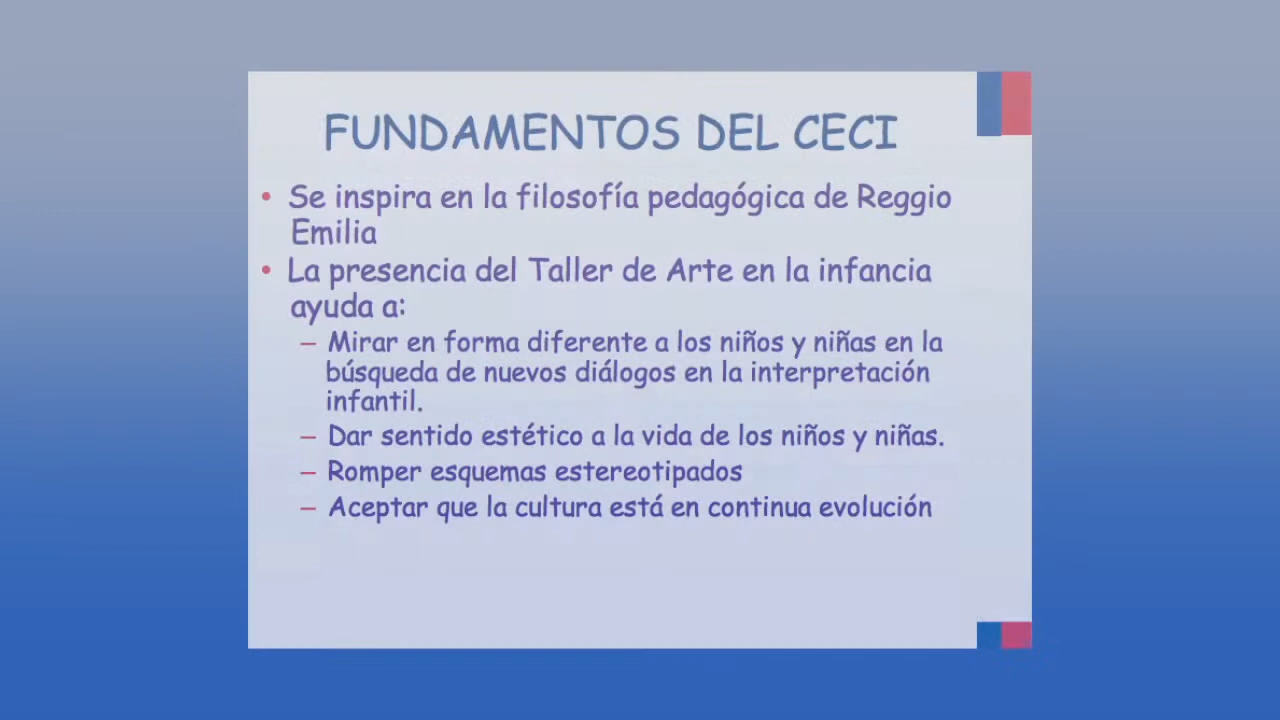 FUNDAMENTOS DEL CECI
• Se inspira en la filosofía pedagógica de Reggio
Emilia
• La presencia del Taller de Arte en la infancia
ayuda a:
– Mirar en forma diferente a los niños y niñas en la
búsqueda de nuevos diálogos en la interpretación
infantil.
– Dar sentido estético a la vida de los niños y niñas.
– Romper esquemas estereotipados
– Aceptar que la cultura está en continua evolución